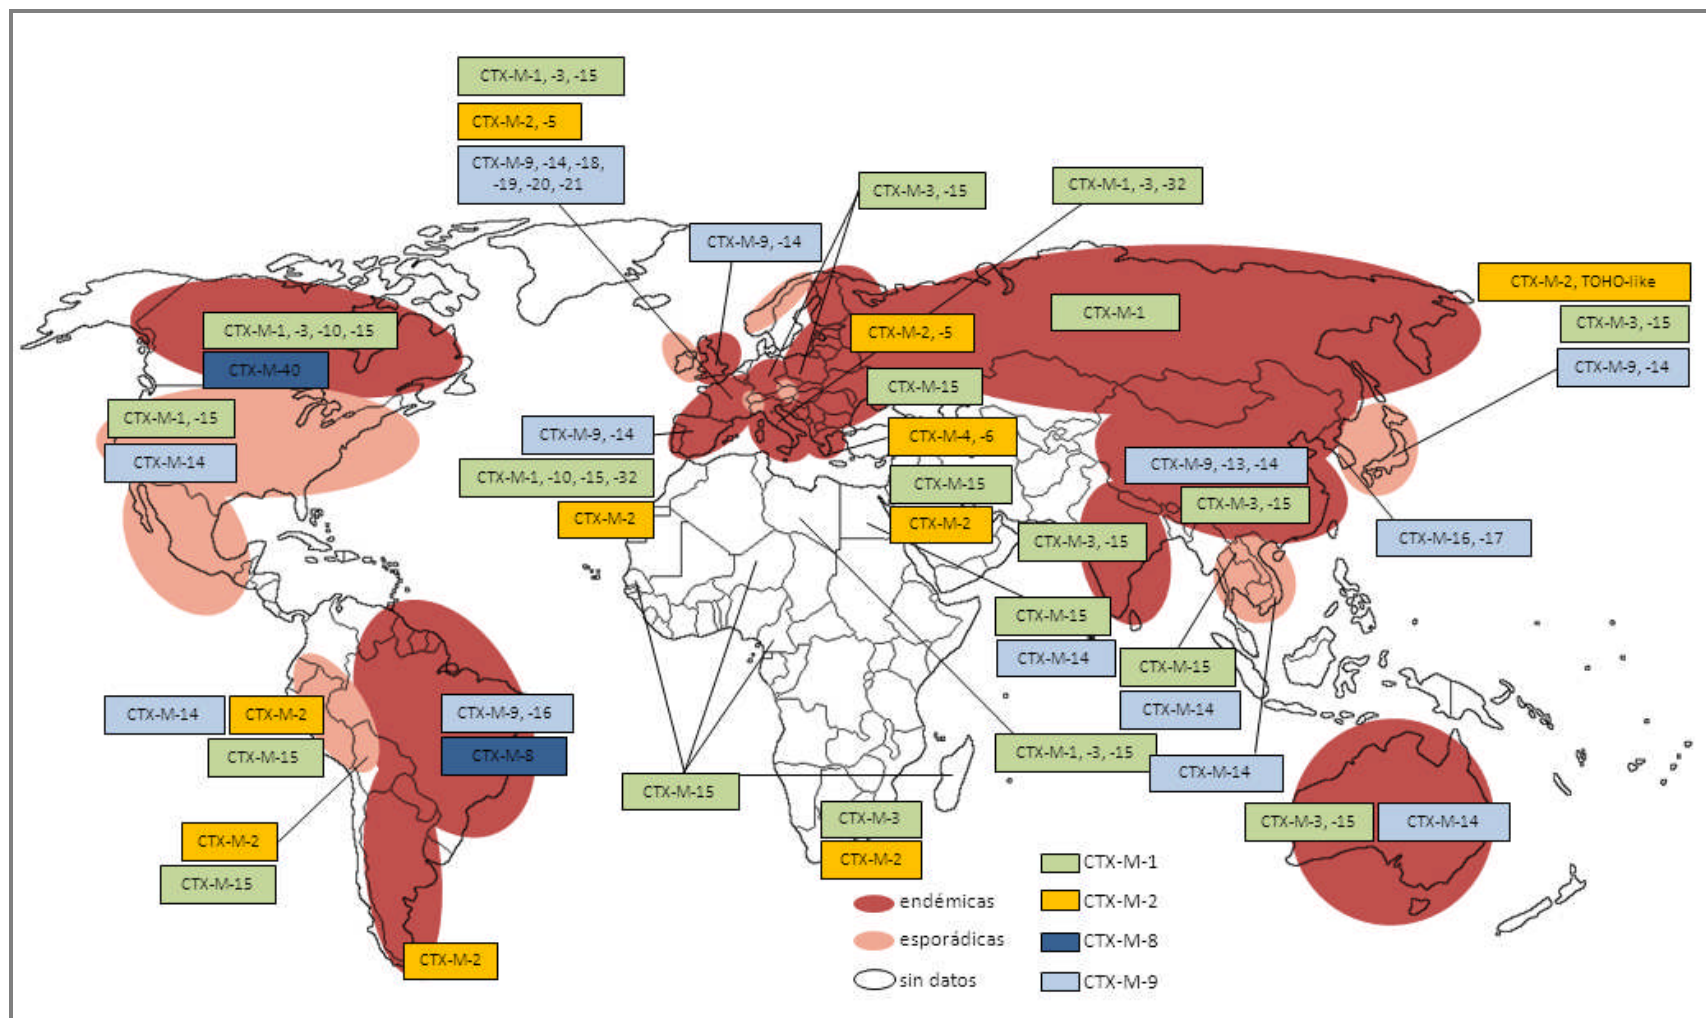 CTX-M-1, -3, -15
CTX-M-2, -5
CTX-M-9, -14, -18,
-19, -20, -21
CTX-M-3, -15
CTX-M-1, -3, -32
CTX-M-9, -14
CTX-M-2, TOHO-like
CTX-M-3, -15
CTX-M-9, -14
CTX-M-1
CTX-M-1, -3, -10, -15
CTX-M-40
CTX-M-2, -5
CTX-M-15
CTX-M-1, -15
CTX-M-14
CTX-M-9, -14
CTX-M-1, -10, -15, -32
CTX-M-2
CTX-M-4, -6
CTX-M-15
CTX-M-2
CTX-M-9, -13, -14
CTX-M-3, -15
CTX-M-3, -15
CTX-M-16, -17
CTX-M-15
CTX-M-14
CTX-M-15
CTX-M-14
CTX-M-14
CTX-M-2
CTX-M-15
CTX-M-9, -16
CTX-M-8
CTX-M-1, -3, -15
CTX-M-14
CTX-M-15
CTX-M-3
CTX-M-2
CTX-M-3, -15
CTX-M-14
CTX-M-2
CTX-M-15
CTX-M-2
endémicas
esporádicas
sin datos
CTX-M-1
CTX-M-2
CTX-M-8
CTX-M-9